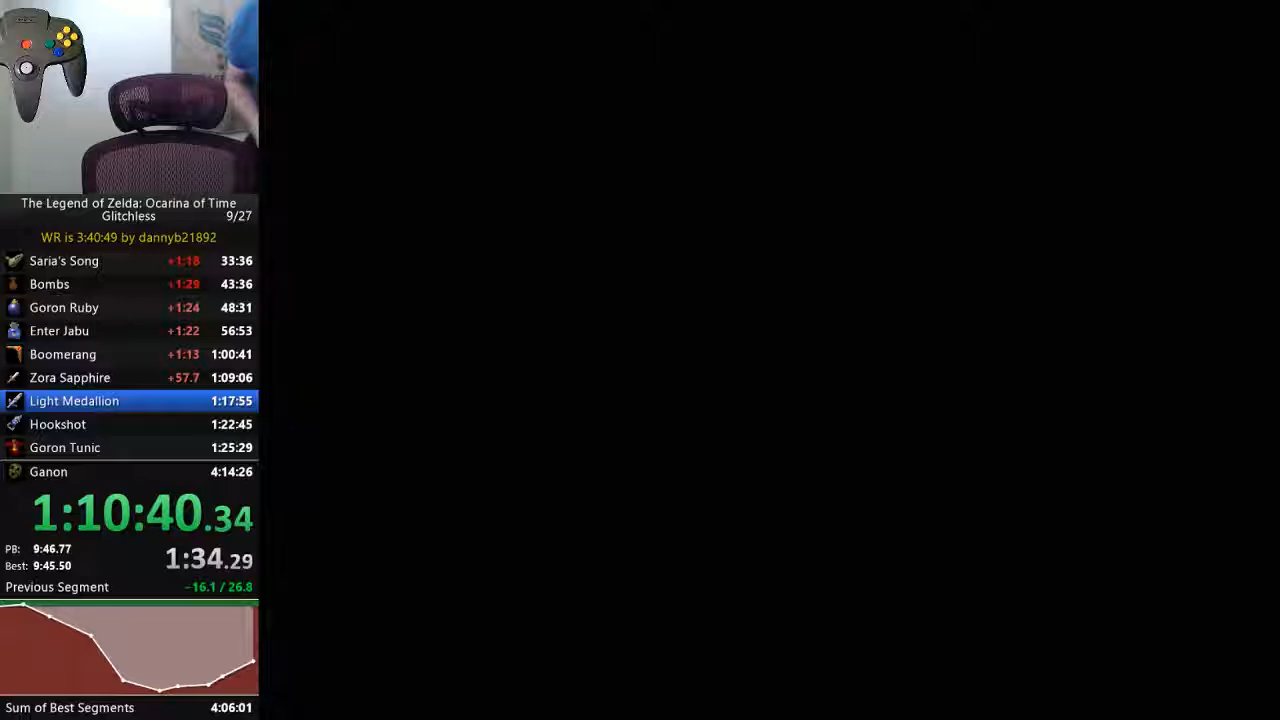 The Legend of Zelda: Ocarina of Time
Glitchless 9/27
WR is 3:40:49 by dannyb21892
Saria's Song +1:18 33:36
Bombs +1:29 43:36
Goron Ruby +1:24 48:31
Enter Jabu +1:22 56:53
Boomerang +1:13 1:00:41
Zora Sapphire +57.7 1:09:06
Light Medallion 1:17:55
Hookshot 1:22:45
Goron Tunic 1:25:29
Ganon 4:14:26
1:10:40.34
PB: 9:46.77
1:34.29
Best: 9:45.50
Previous Segment -16.1 / 26.8
Sum of Best Segments 4:06:01